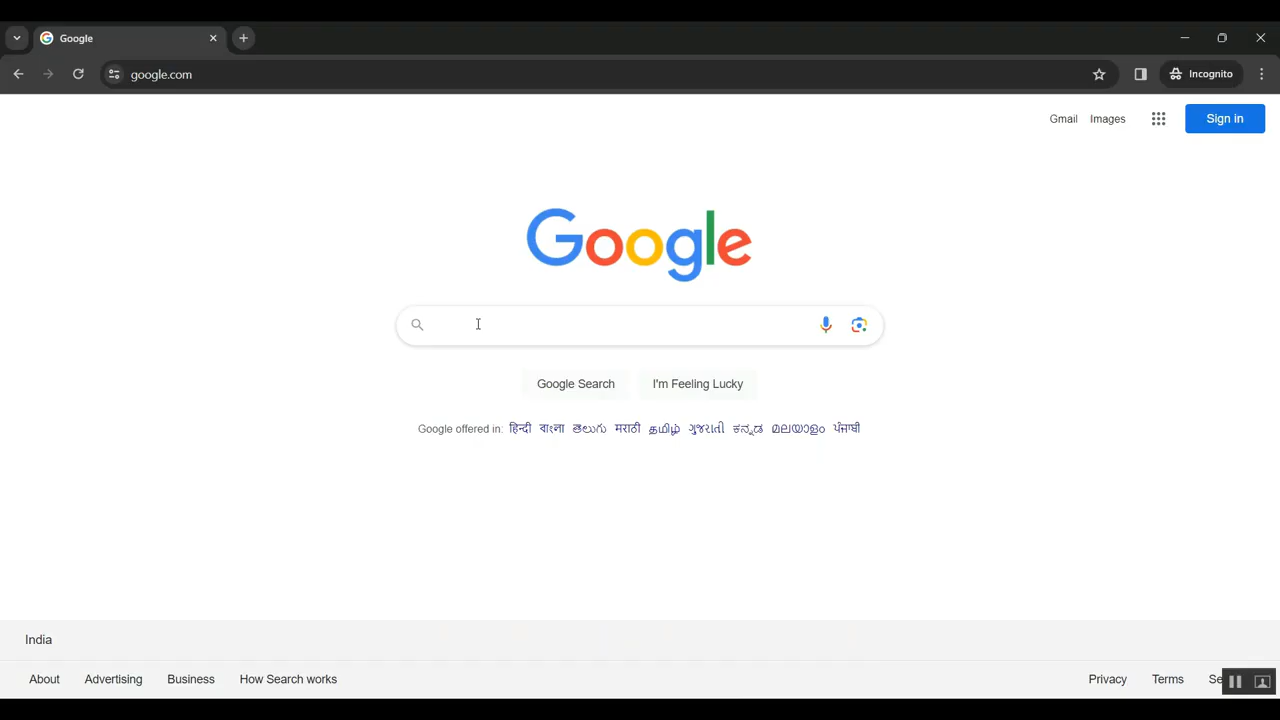 Google
google.com
Incognito
Gmail Images
Sign in
Google
Google Search I'm Feeling Lucky
Google offered in: हिन्दी বাংলা తెలుగు मराठी தமிழ் ગુજરાતી ಕನ್ನಡ മലയാളം ਪੰਜਾਬੀ
India
About Advertising Business How Search works Privacy Terms